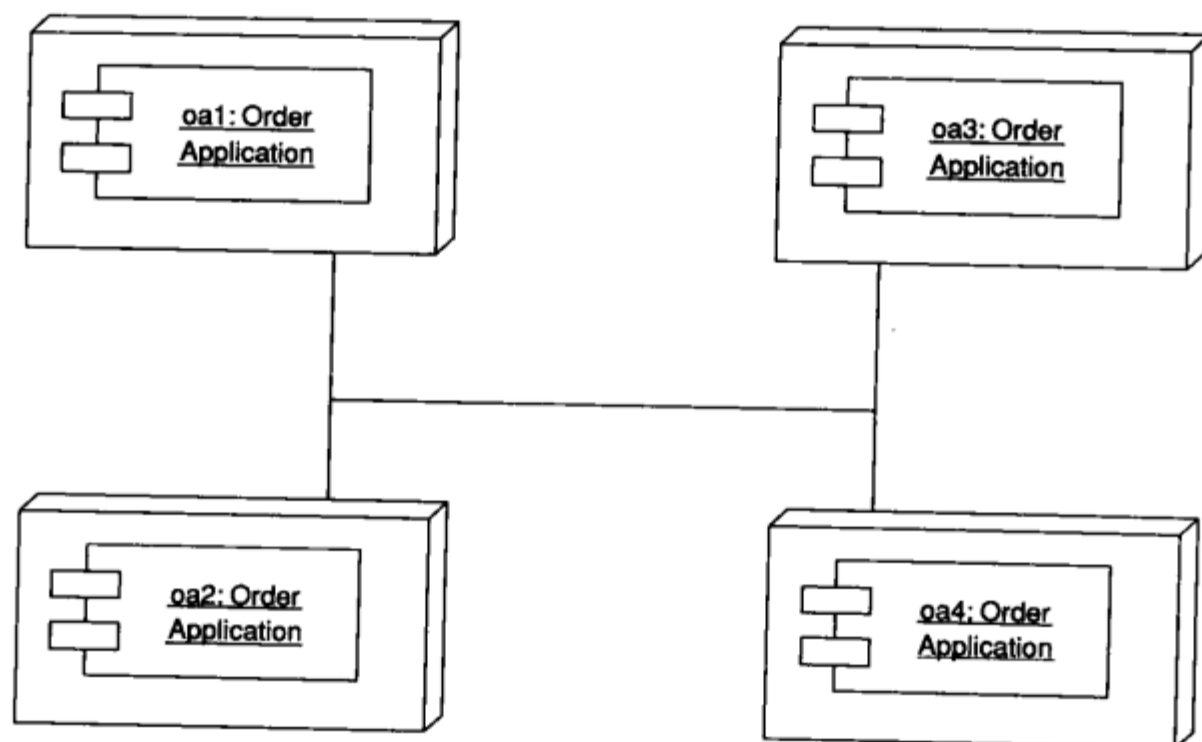 oa1: Order
Application
oa3: Order
Application
oa2: Order
Application
oa4: Order
Application